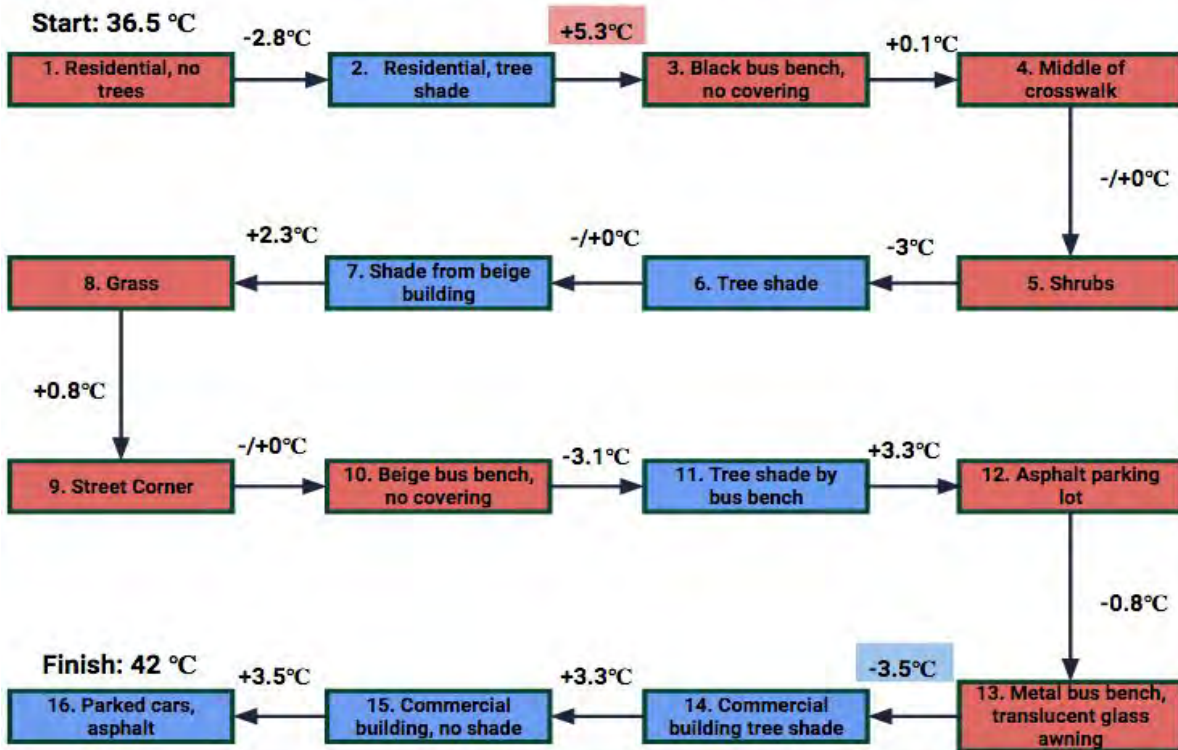 Start: 36.5 ℃
-2.8℃
+5.3℃
+0.1℃
1. Residential, no
trees
2. Residential, tree
shade
3. Black bus bench,
no covering
4. Middle of
crosswalk
-/+0℃
+2.3℃
-/+0℃
-3℃
8. Grass
7. Shade from beige
building
6. Tree shade
5. Shrubs
+0.8℃
-/+0℃
-3.1℃
+3.3℃
9. Street Corner
10. Beige bus bench,
no covering
11. Tree shade by
bus bench
12. Asphalt parking
lot
-0.8℃
Finish: 42 ℃
+3.5℃
+3.3℃
-3.5℃
16. Parked cars,
asphalt
15. Commercial
building, no shade
14. Commercial
building tree shade
13. Metal bus bench,
translucent glass
awning